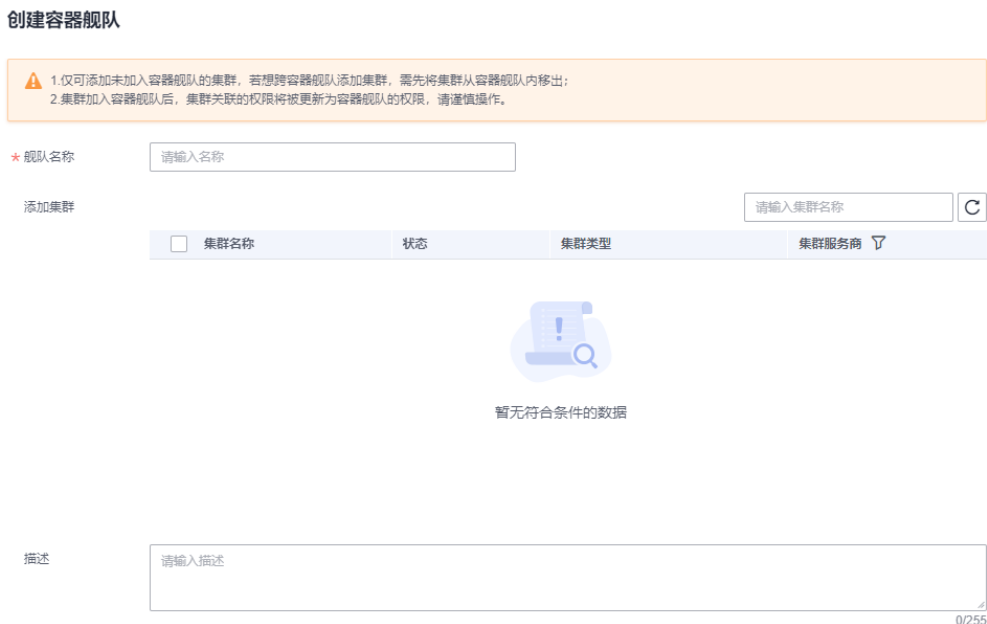 创建容器舰队
1.仅可添加未加入容器舰队的集群，若想跨容器舰队添加集群，需先将集群从容器舰队内移出；
2.集群加入容器舰队后，集群关联的权限将被更新为容器舰队的权限，请谨慎操作。
* 舰队名称 请输入名称
添加集群 请输入集群名称
集群名称 状态 集群类型 集群服务商
暂无符合条件的数据
描述 请输入描述
0/255